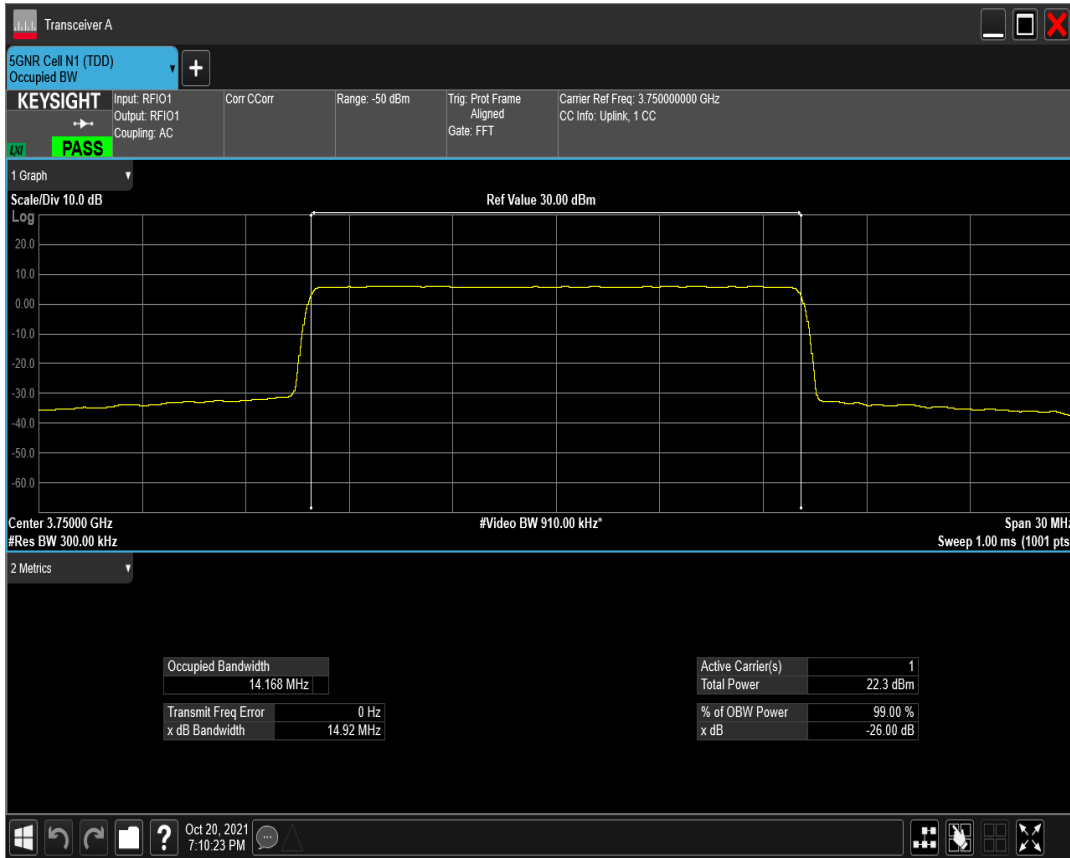 Transceiver A
5GNR Cell N1 (TDD)
Occupied BW
+
KEYSIGHT
LXI
PASS
Input: RFIO1
Output: RFIO1
Coupling: AC
Corr CCorr
Range: -50 dBm
Trig: Prot Frame
Aligned
Gate: FFT
Carrier Ref Freq: 3.750000000 GHz
CC Info: Uplink, 1 CC
1 Graph
Scale/Div 10.0 dB
Ref Value 30.00 dBm
Log
20.0
10.0
0.00
-10.0
-20.0
-30.0
-40.0
-50.0
-60.0
Center 3.75000 GHz
#Video BW 910.00 kHz*
Span 30 MHz
#Res BW 300.00 kHz
Sweep 1.00 ms (1001 pts
2 Metrics
Occupied Bandwidth
14.168 MHz
Transmit Freq Error 0 Hz
x dB Bandwidth 14.92 MHz
Active Carrier(s) 1
Total Power 22.3 dBm
% of OBW Power 99.00 %
x dB -26.00 dB
?
Oct 20, 2021
7:10:23 PM